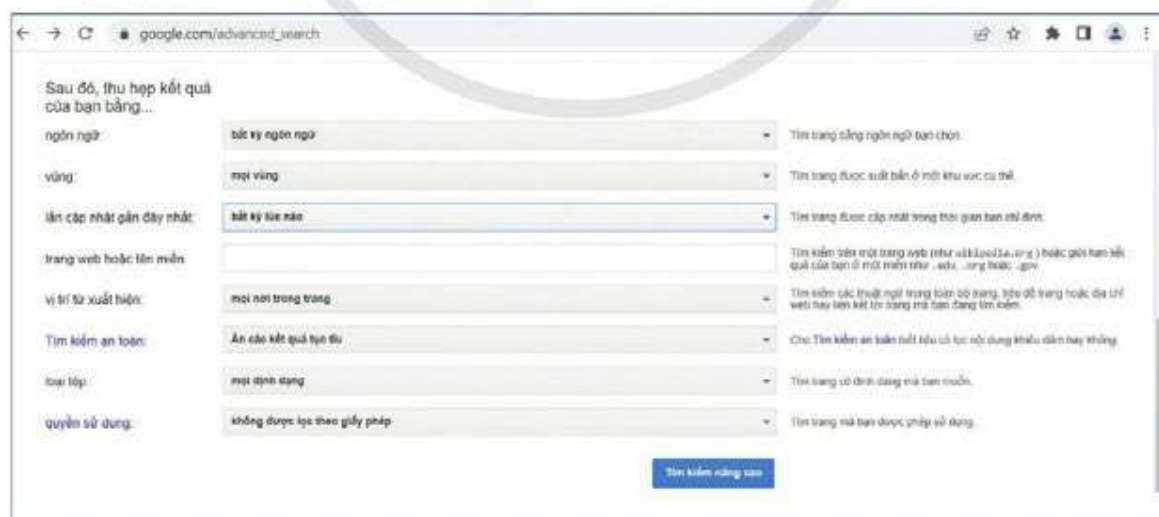 google.com/advanced_search
Sau đó, thu hẹp kết quả
của bạn bằng...
ngôn ngữ:
bất kỳ ngôn ngữ
Tìm trang bằng ngôn ngữ bạn chọn.
vùng:
mọi vùng
Tìm trang được xuất bản ở một khu vực cụ thể.
lần cập nhật gần đây nhất:
bất kỳ lúc nào
Tìm trang được cập nhật trong thời gian bạn chỉ định.
trang web hoặc tên miền
Tìm kiếm trên một trang web (như wikipedia.org) hoặc giới hạn kết
quả của bạn ở một miền như .edu, .org hoặc .gov
vị trí từ xuất hiện:
mọi nơi trong trang
Tìm kiếm các thuật ngữ trong toàn bộ trang, tiêu đề trang hoặc địa chỉ
web hay liên kết tới trang mà bạn đang tìm kiếm.
Tìm kiếm an toàn:
Ẩn các kết quả tục tĩu
Cho Tìm kiếm an toàn biết liệu có lọc nội dung khiêu dâm hay không.
loại tệp:
mọi định dạng
Tìm trang có định dạng mà bạn muốn.
quyền sử dụng:
không được lọc theo giấy phép
Tìm trang mà bạn được phép sử dụng.
Tìm kiếm nâng cao